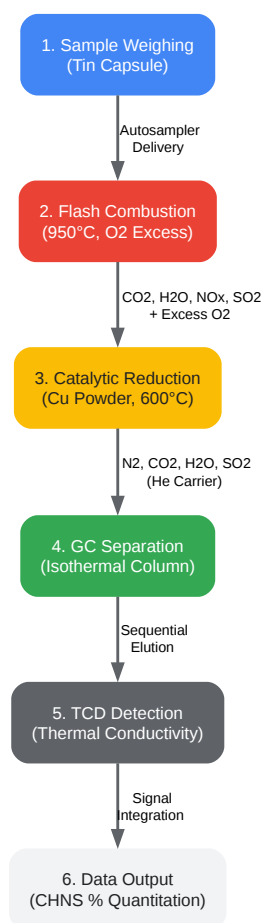 1. Sample Weighing
(Tin Capsule)
Autosampler
Delivery
2. Flash Combustion
(950°C, O2 Excess)
CO2, H2O, NOx, SO2
+ Excess O2
3. Catalytic Reduction
(Cu Powder, 600°C)
N2, CO2, H2O, SO2
(He Carrier)
4. GC Separation
(Isothermal Column)
Sequential
Elution
5. TCD Detection
(Thermal Conductivity)
Signal
Integration
6. Data Output
(CHNS % Quantitation)